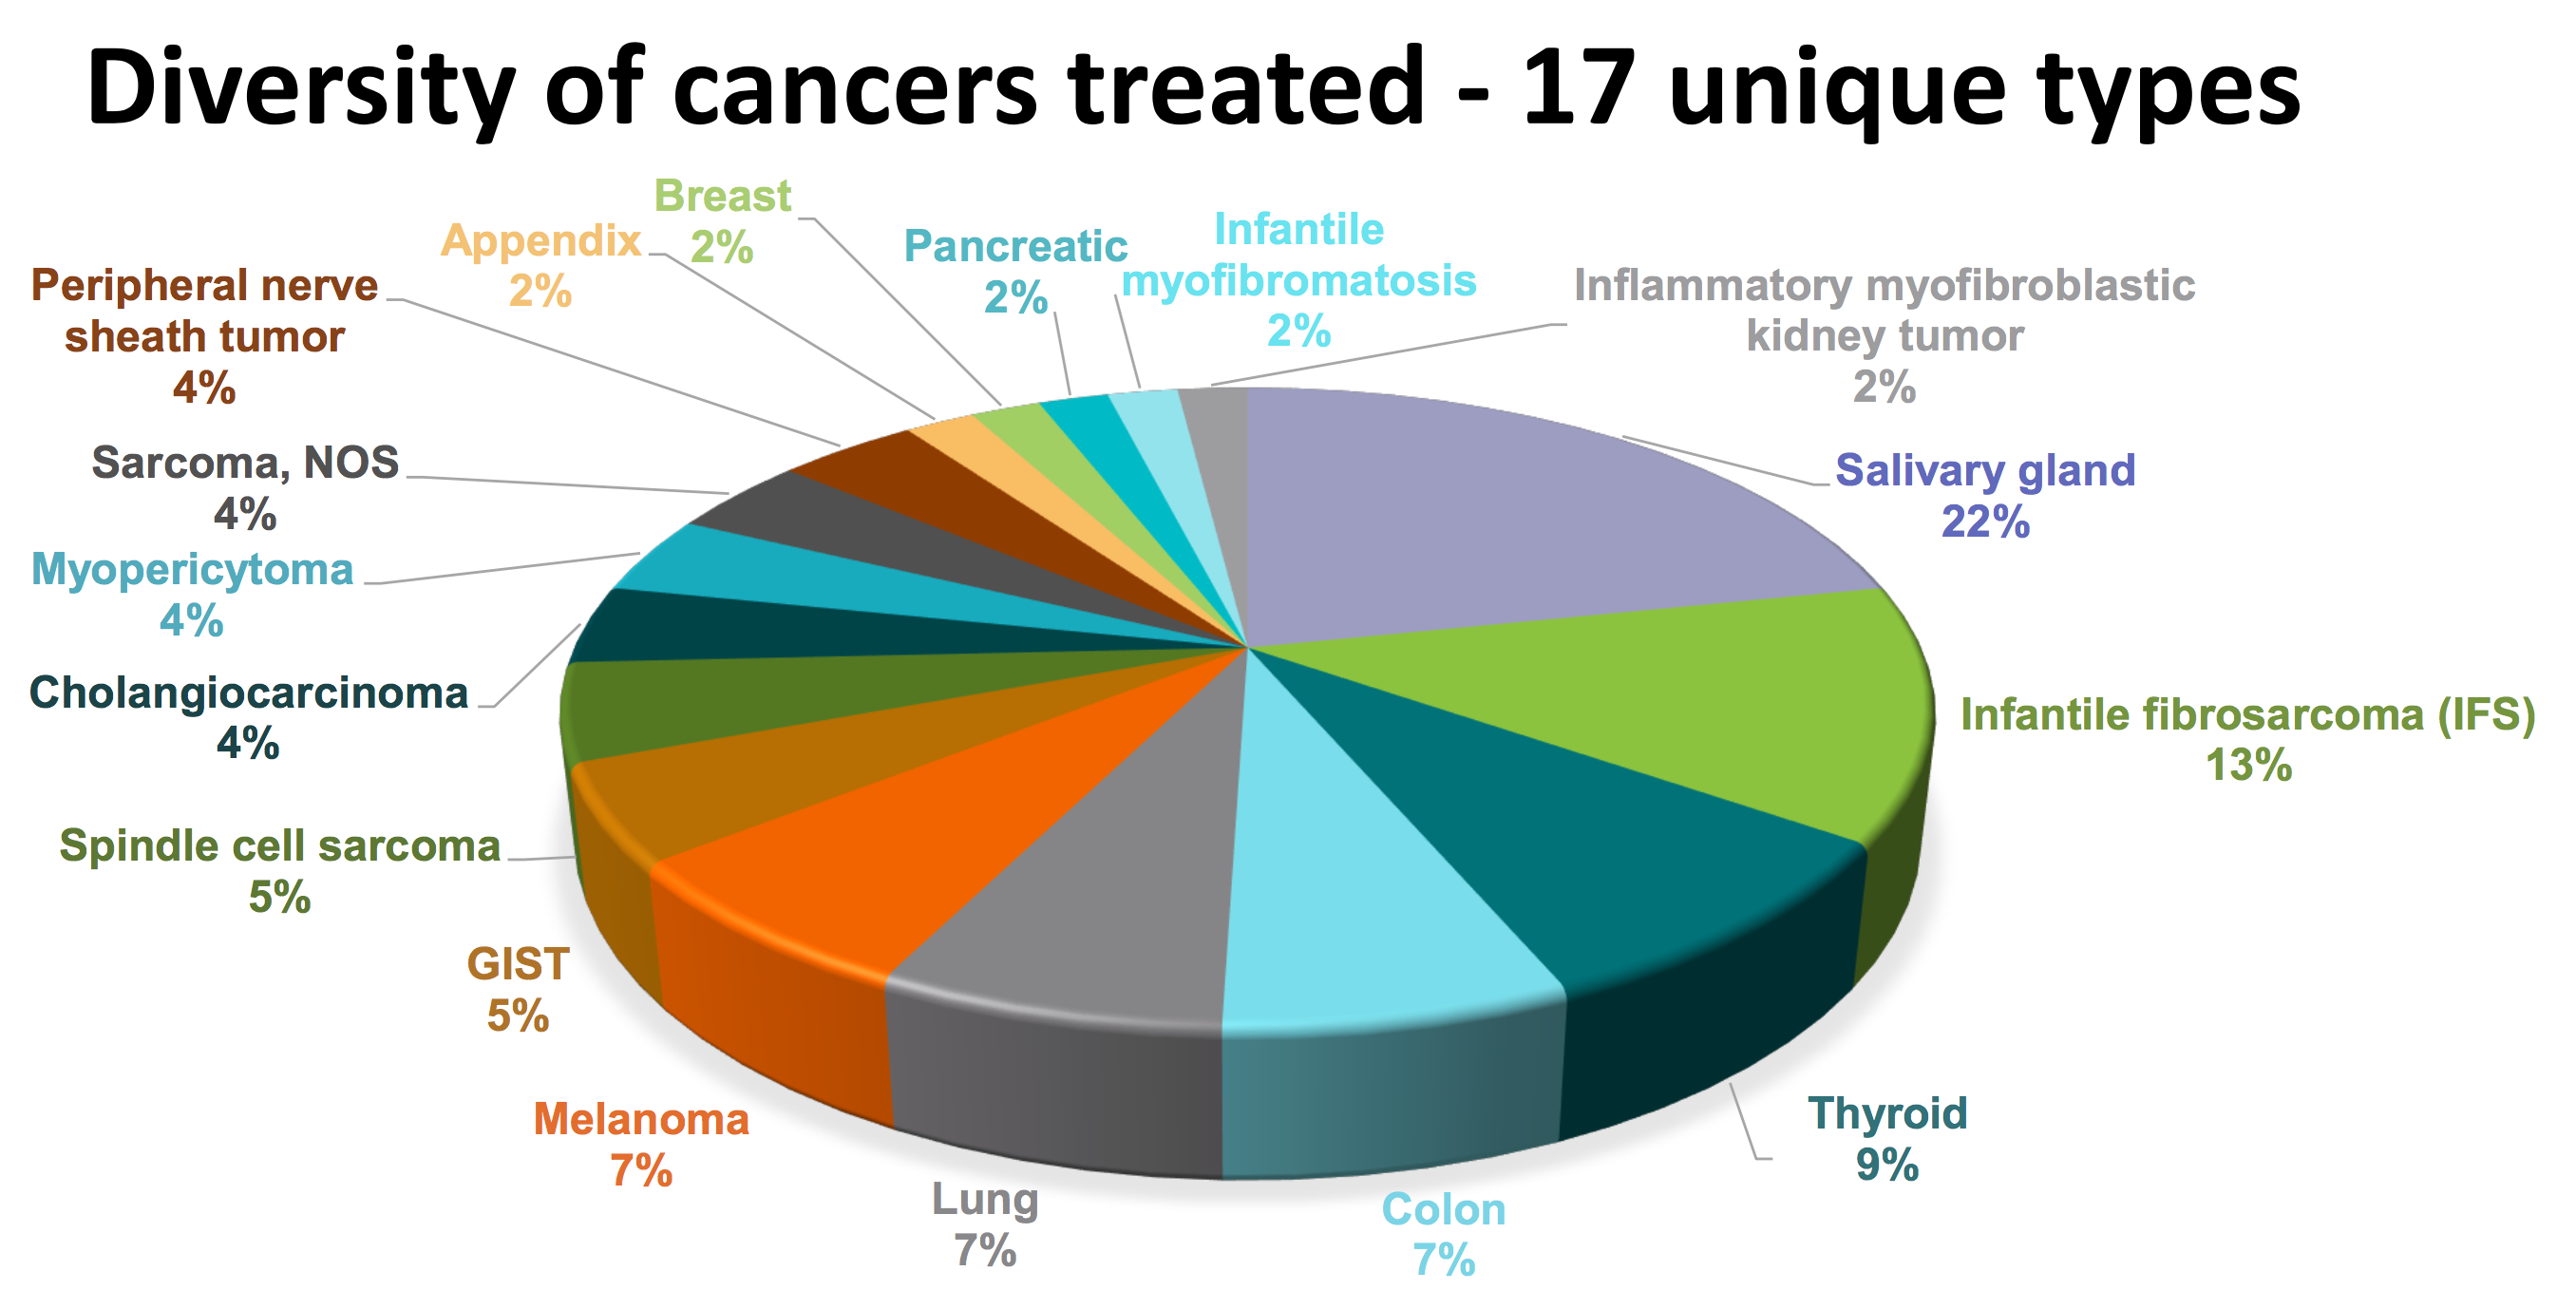 Diversity of cancers treated - 17 unique types
Breast
2%
Appendix
2%
Pancreatic
2%
Infantile
myofibromatosis
2%
Inflammatory myofibroblastic
kidney tumor
2%
Peripheral nerve
sheath tumor
4%
Sarcoma, NOS
4%
Salivary gland
22%
Myopericytoma
4%
Cholangiocarcinoma
4%
Infantile fibrosarcoma (IFS)
13%
Spindle cell sarcoma
5%
GIST
5%
Melanoma
7%
Lung
7%
Colon
7%
Thyroid
9%